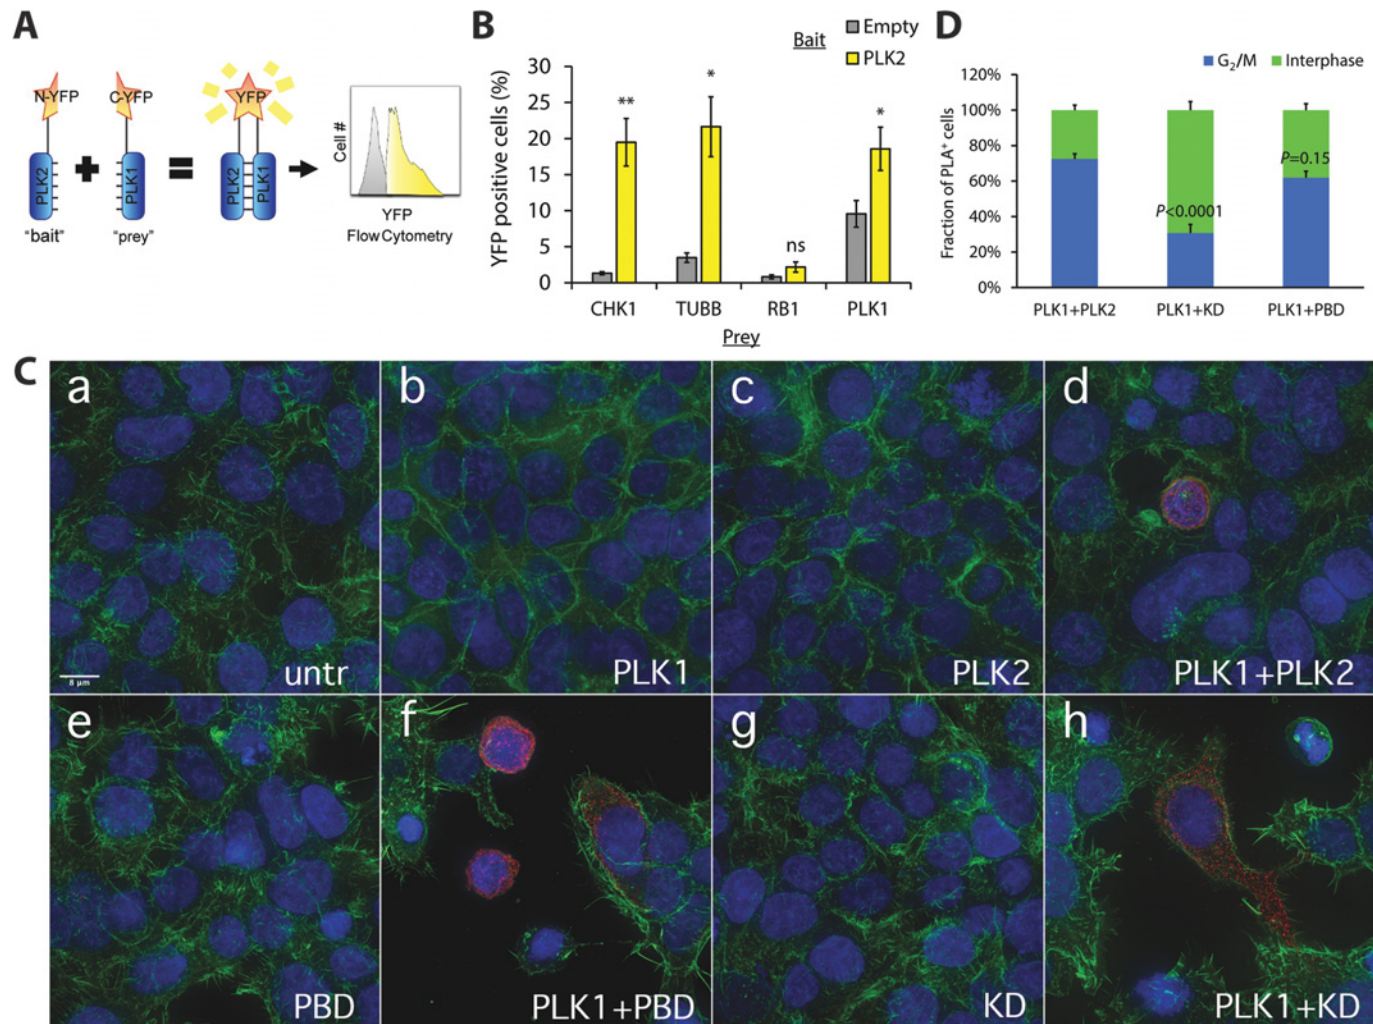 A
N-YFP
C-YFP
YFP
PLK2
PLK1
PLK2
PLK1
"bait"
"prey"
Cell #
YFP
Flow Cytometry
B
Bait
Empty
PLK2
YFP positive cells (%)
30
25
20
15
10
5
0
**
*
ns
*
CHK1
TUBB
RB1
PLK1
Prey
D
G2/M
Interphase
Fraction of PLA+ cells
120%
100%
80%
60%
40%
20%
0%
P<0.0001
P=0.15
PLK1+PLK2
PLK1+KD
PLK1+PBD
C
a
untr
8 µm
b
PLK1
c
PLK2
d
PLK1+PLK2
e
PBD
f
PLK1+PBD
g
KD
h
PLK1+KD